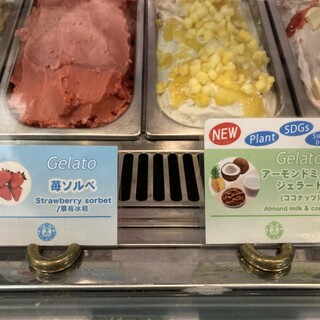 Gelato
苺ソルベ
Strawberry sorbet
/草莓冰糕
NEW
Plant
SDGs
Gelato
アーモンドミ
ジェラート
(ココナッツ)
Almond milk & co